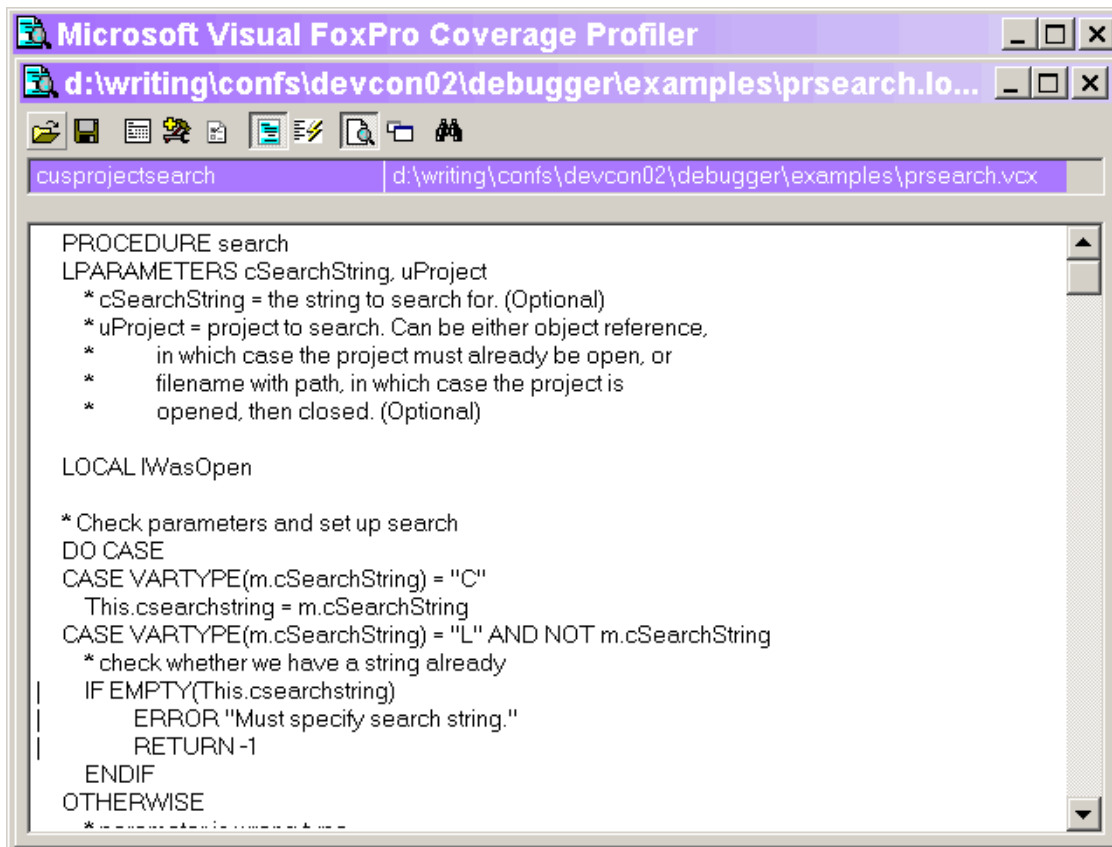 Microsoft Visual FoxPro Coverage Profiler
d:\writing\confs\devcon02\debugger\examples\prsearch.lo...
cusprojectsearch d:\writing\confs\devcon02\debugger\examples\prsearch.vcx
PROCEDURE search
LPARAMETERS cSearchString, uProject
* cSearchString = the string to search for. (Optional)
* uProject = project to search. Can be either object reference,
* in which case the project must already be open, or
* filename with path, in which case the project is
* opened, then closed. (Optional)
LOCAL lWasOpen
* Check parameters and set up search
DO CASE
CASE VARTYPE(m.cSearchString) = "C"
This.csearchstring = m.cSearchString
CASE VARTYPE(m.cSearchString) = "L" AND NOT m.cSearchString
* check whether we have a string already
| IF EMPTY(This.csearchstring)
| ERROR "Must specify search string."
| RETURN -1
ENDIF
OTHERWISE